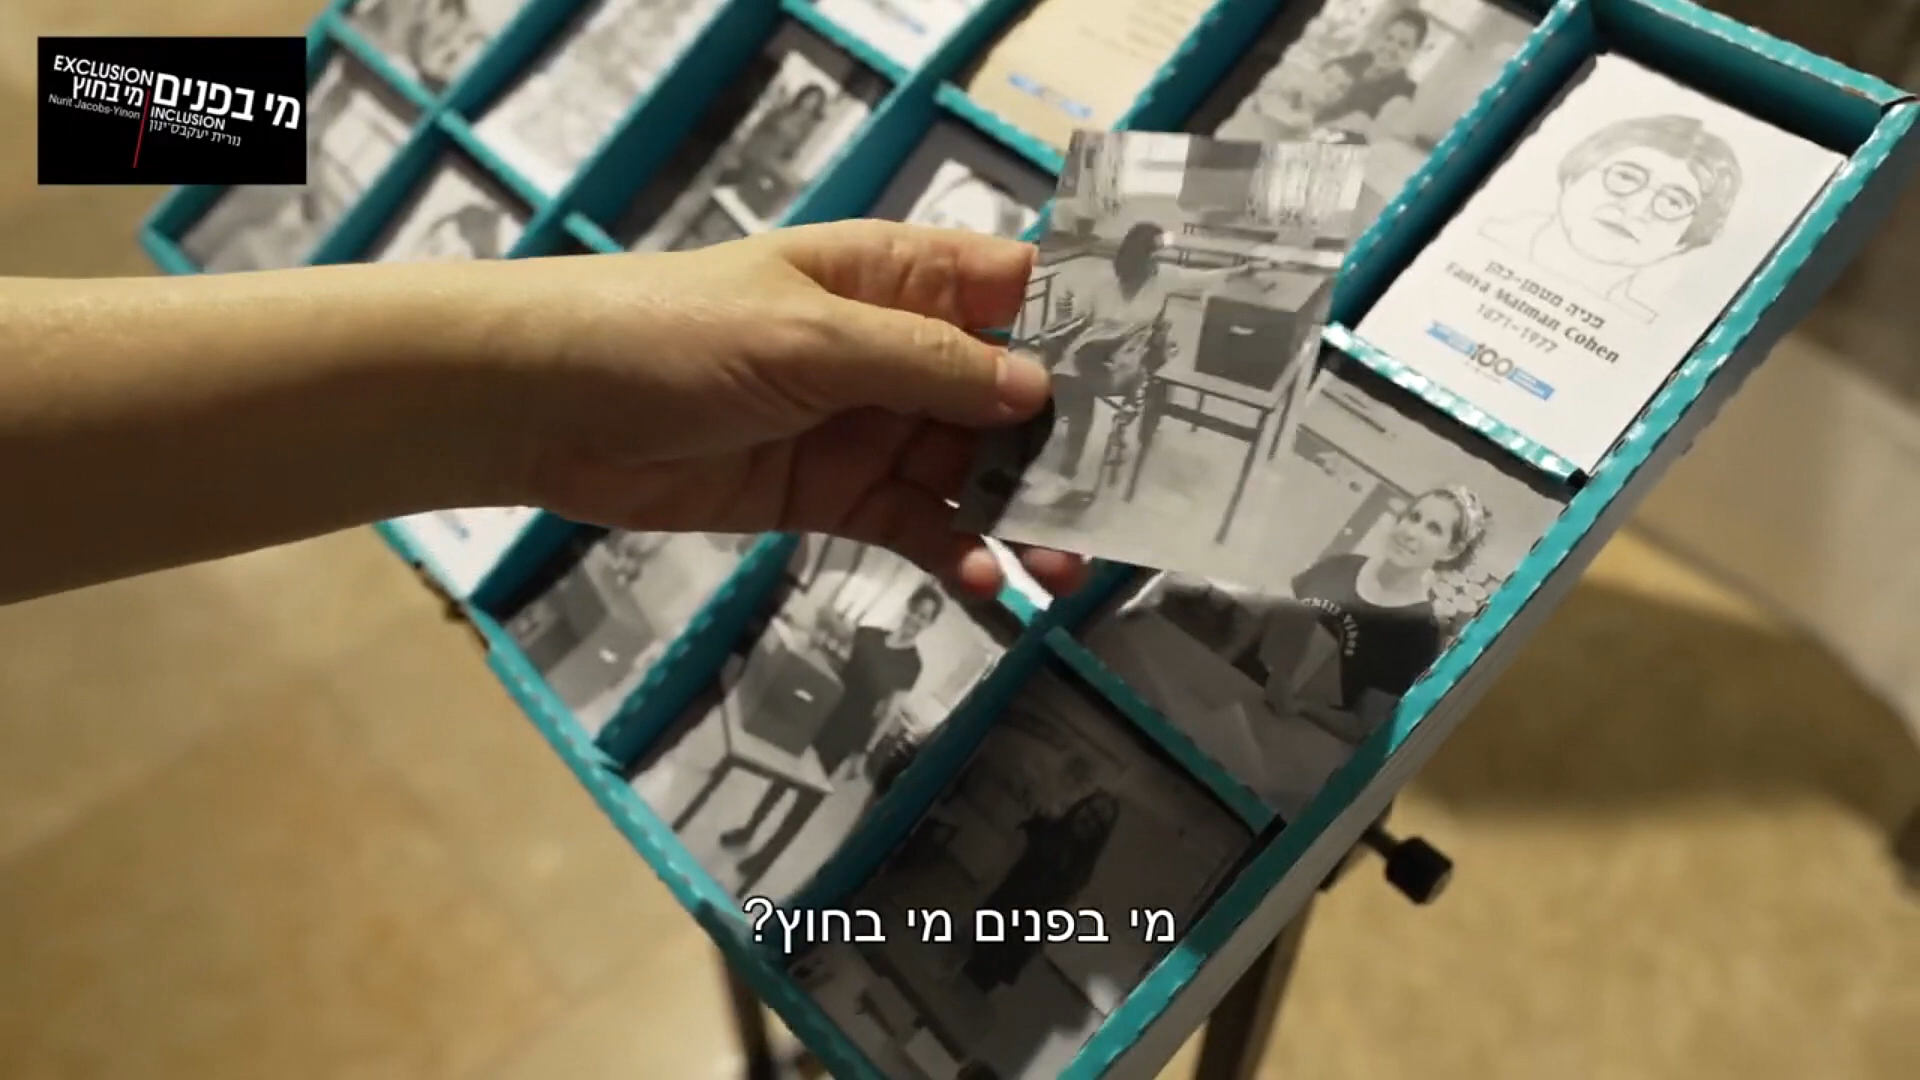 EXCLUSION
מי בחוץ
Nurit Jacobs-Yinon
מי בפנים
INCLUSION
נורית יעקבס־ינון
פניה מטמן-כהן
Fanya Matman Cohen
1871-1977
100
מי בפנים מי בחוץ?